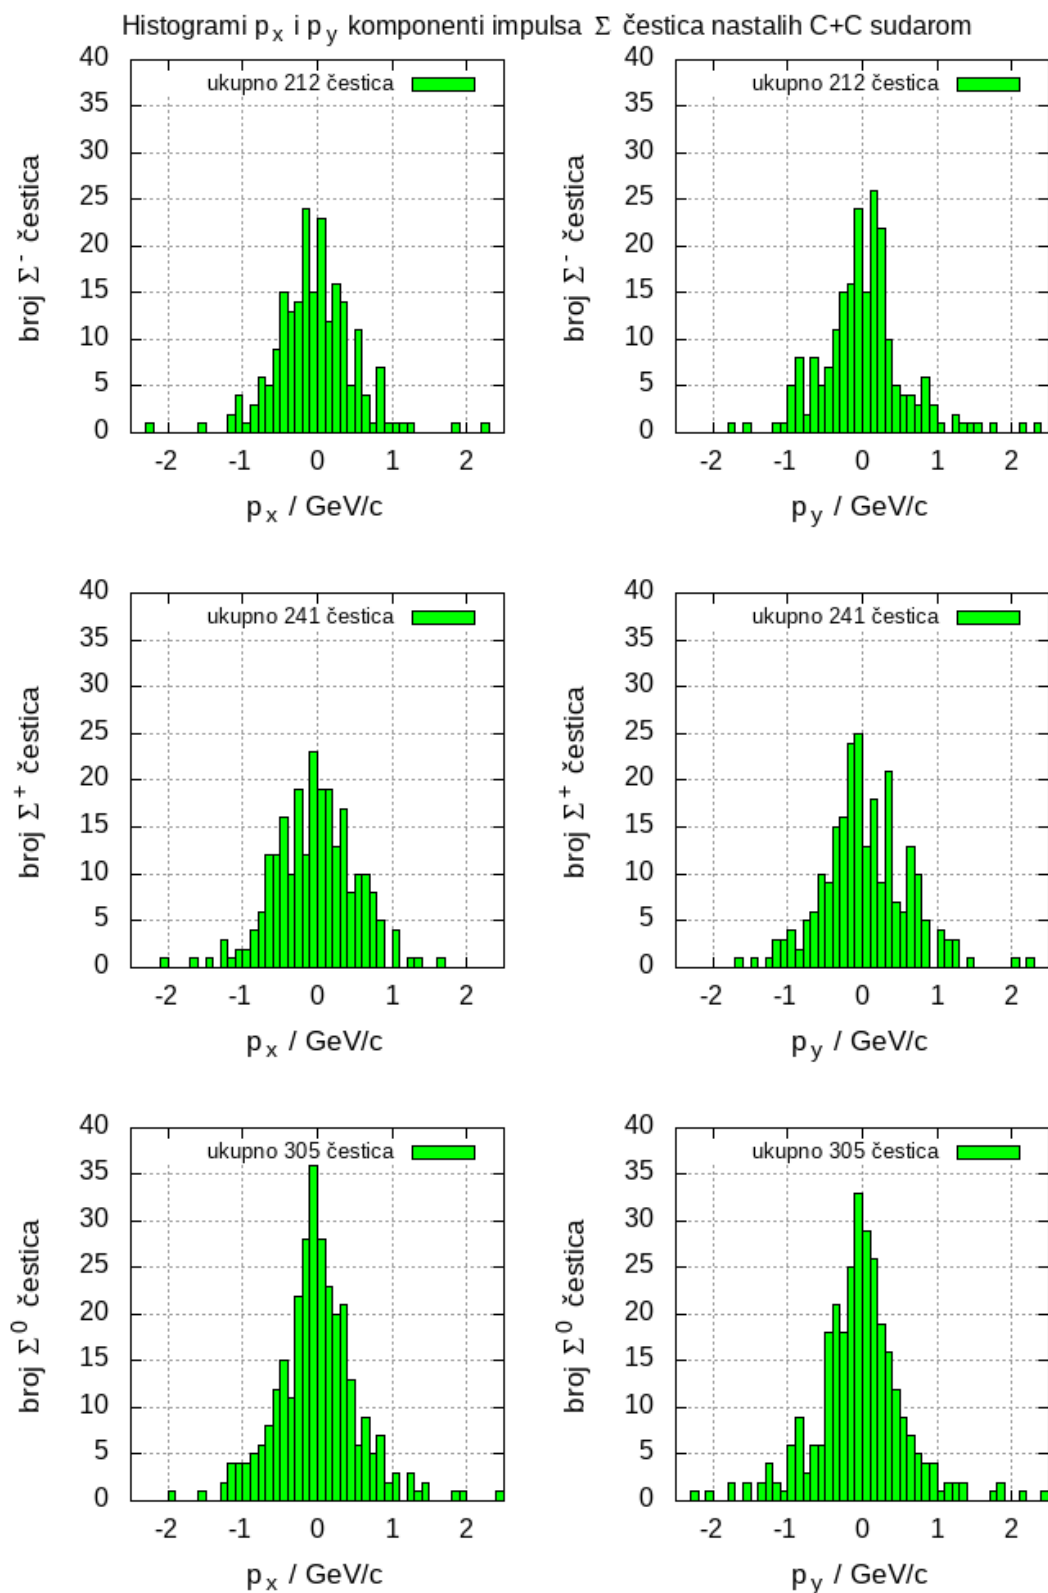 Histogrami p_x i p_y komponenti impulsa Σ čestica nastalih C+C sudarom
40
35
30
25
20
15
10
5
0
broj Σ⁻ čestica
ukupno 212 čestica
-2 -1 0 1 2
p_x / GeV/c
40
35
30
25
20
15
10
5
0
broj Σ⁻ čestica
ukupno 212 čestica
-2 -1 0 1 2
p_y / GeV/c
40
35
30
25
20
15
10
5
0
broj Σ⁺ čestica
ukupno 241 čestica
-2 -1 0 1 2
p_x / GeV/c
40
35
30
25
20
15
10
5
0
broj Σ⁺ čestica
ukupno 241 čestica
-2 -1 0 1 2
p_y / GeV/c
40
35
30
25
20
15
10
5
0
broj Σ⁰ čestica
ukupno 305 čestica
-2 -1 0 1 2
p_x / GeV/c
40
35
30
25
20
15
10
5
0
broj Σ⁰ čestica
ukupno 305 čestica
-2 -1 0 1 2
p_y / GeV/c